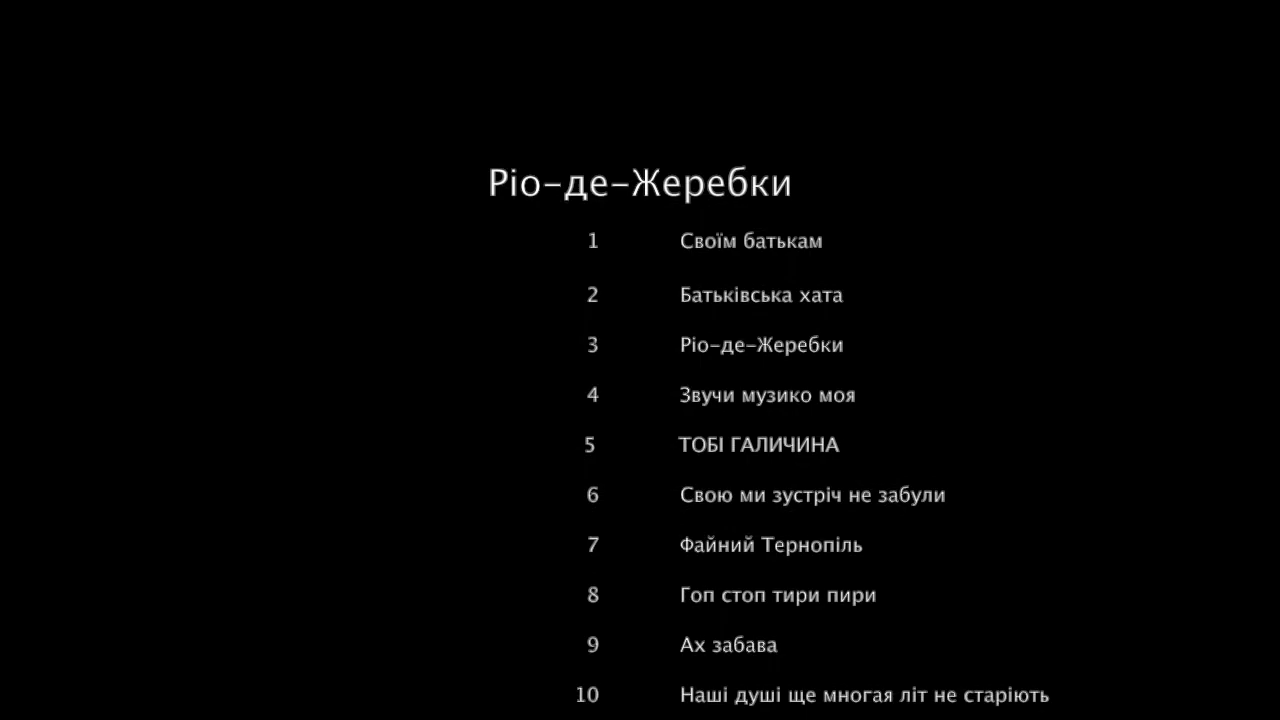 Ріо-де-Жеребки
1 Своїм батькам
2 Батьківська хата
3 Ріо-де-Жеребки
4 Звучи музико моя
5 ТОБІ ГАЛИЧИНА
6 Свою ми зустріч не забули
7 Файний Тернопіль
8 Гоп стоп тири пири
9 Ах забава
10 Наші душі ще многая літ не старіють